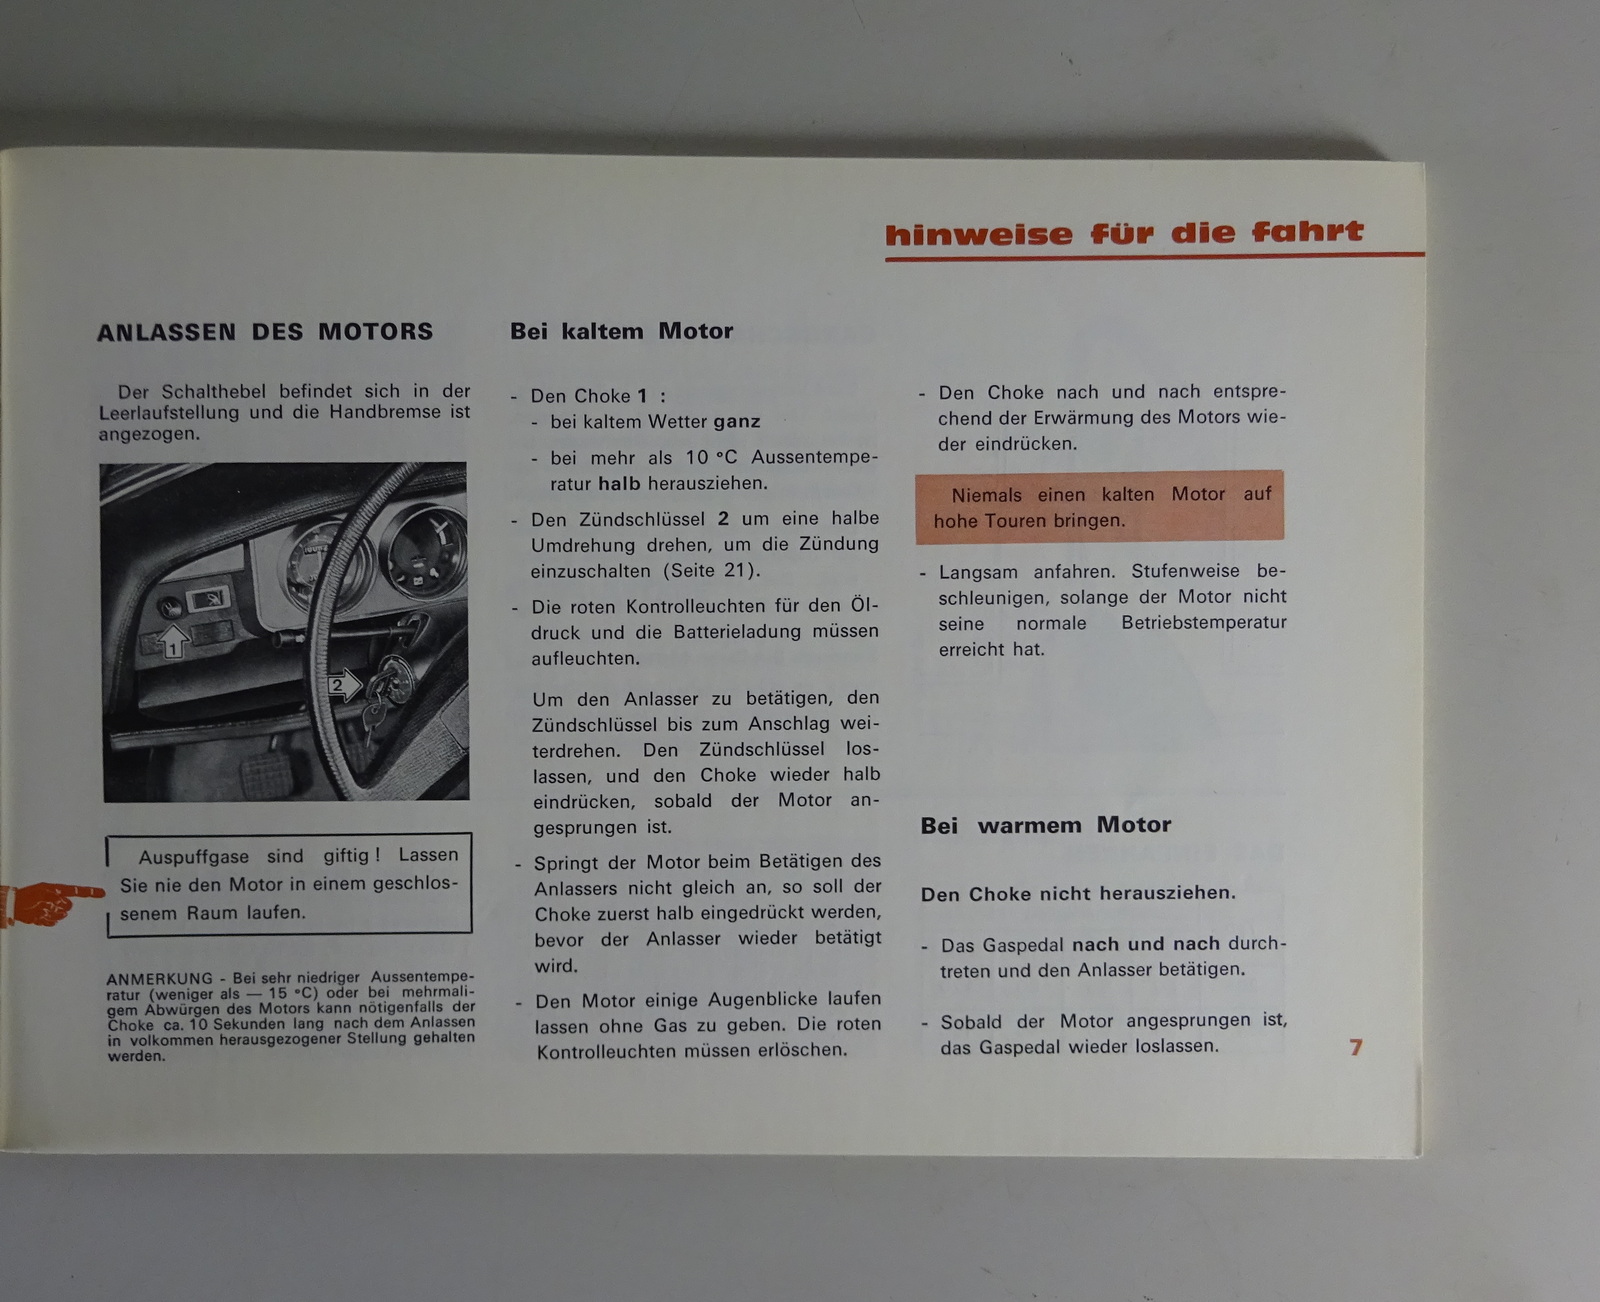 hinweise für die fahrt
ANLASSEN DES MOTORS
Der Schalthebel befindet sich in der
Leerlaufstellung und die Handbremse ist
angezogen.
1
2
Auspuffgase sind giftig ! Lassen
Sie nie den Motor in einem geschlos-
senem Raum laufen.
ANMERKUNG - Bei sehr niedriger Aussentempe-
ratur (weniger als — 15 °C) oder bei mehrmali-
gem Abwürgen des Motors kann nötigenfalls der
Choke ca. 10 Sekunden lang nach dem Anlassen
in volkommen herausgezogener Stellung gehalten
werden.
Bei kaltem Motor
- Den Choke 1 :
- bei kaltem Wetter ganz
- bei mehr als 10 °C Aussentempe-
ratur halb herausziehen.
- Den Zündschlüssel 2 um eine halbe
Umdrehung drehen, um die Zündung
einzuschalten (Seite 21).
- Die roten Kontrolleuchten für den Öl-
druck und die Batterieladung müssen
aufleuchten.
Um den Anlasser zu betätigen, den
Zündschlüssel bis zum Anschlag wei-
terdrehen. Den Zündschlüssel los-
lassen, und den Choke wieder halb
eindrücken, sobald der Motor an-
gesprungen ist.
- Springt der Motor beim Betätigen des
Anlassers nicht gleich an, so soll der
Choke zuerst halb eingedrückt werden,
bevor der Anlasser wieder betätigt
wird.
- Den Motor einige Augenblicke laufen
lassen ohne Gas zu geben. Die roten
Kontrolleuchten müssen erlöschen.
- Den Choke nach und nach entspre-
chend der Erwärmung des Motors wie-
der eindrücken.
Niemals einen kalten Motor auf
hohe Touren bringen.
- Langsam anfahren. Stufenweise be-
schleunigen, solange der Motor nicht
seine normale Betriebstemperatur
erreicht hat.
Bei warmem Motor
Den Choke nicht herausziehen.
- Das Gaspedal nach und nach durch-
treten und den Anlasser betätigen.
- Sobald der Motor angesprungen ist,
das Gaspedal wieder loslassen.
7